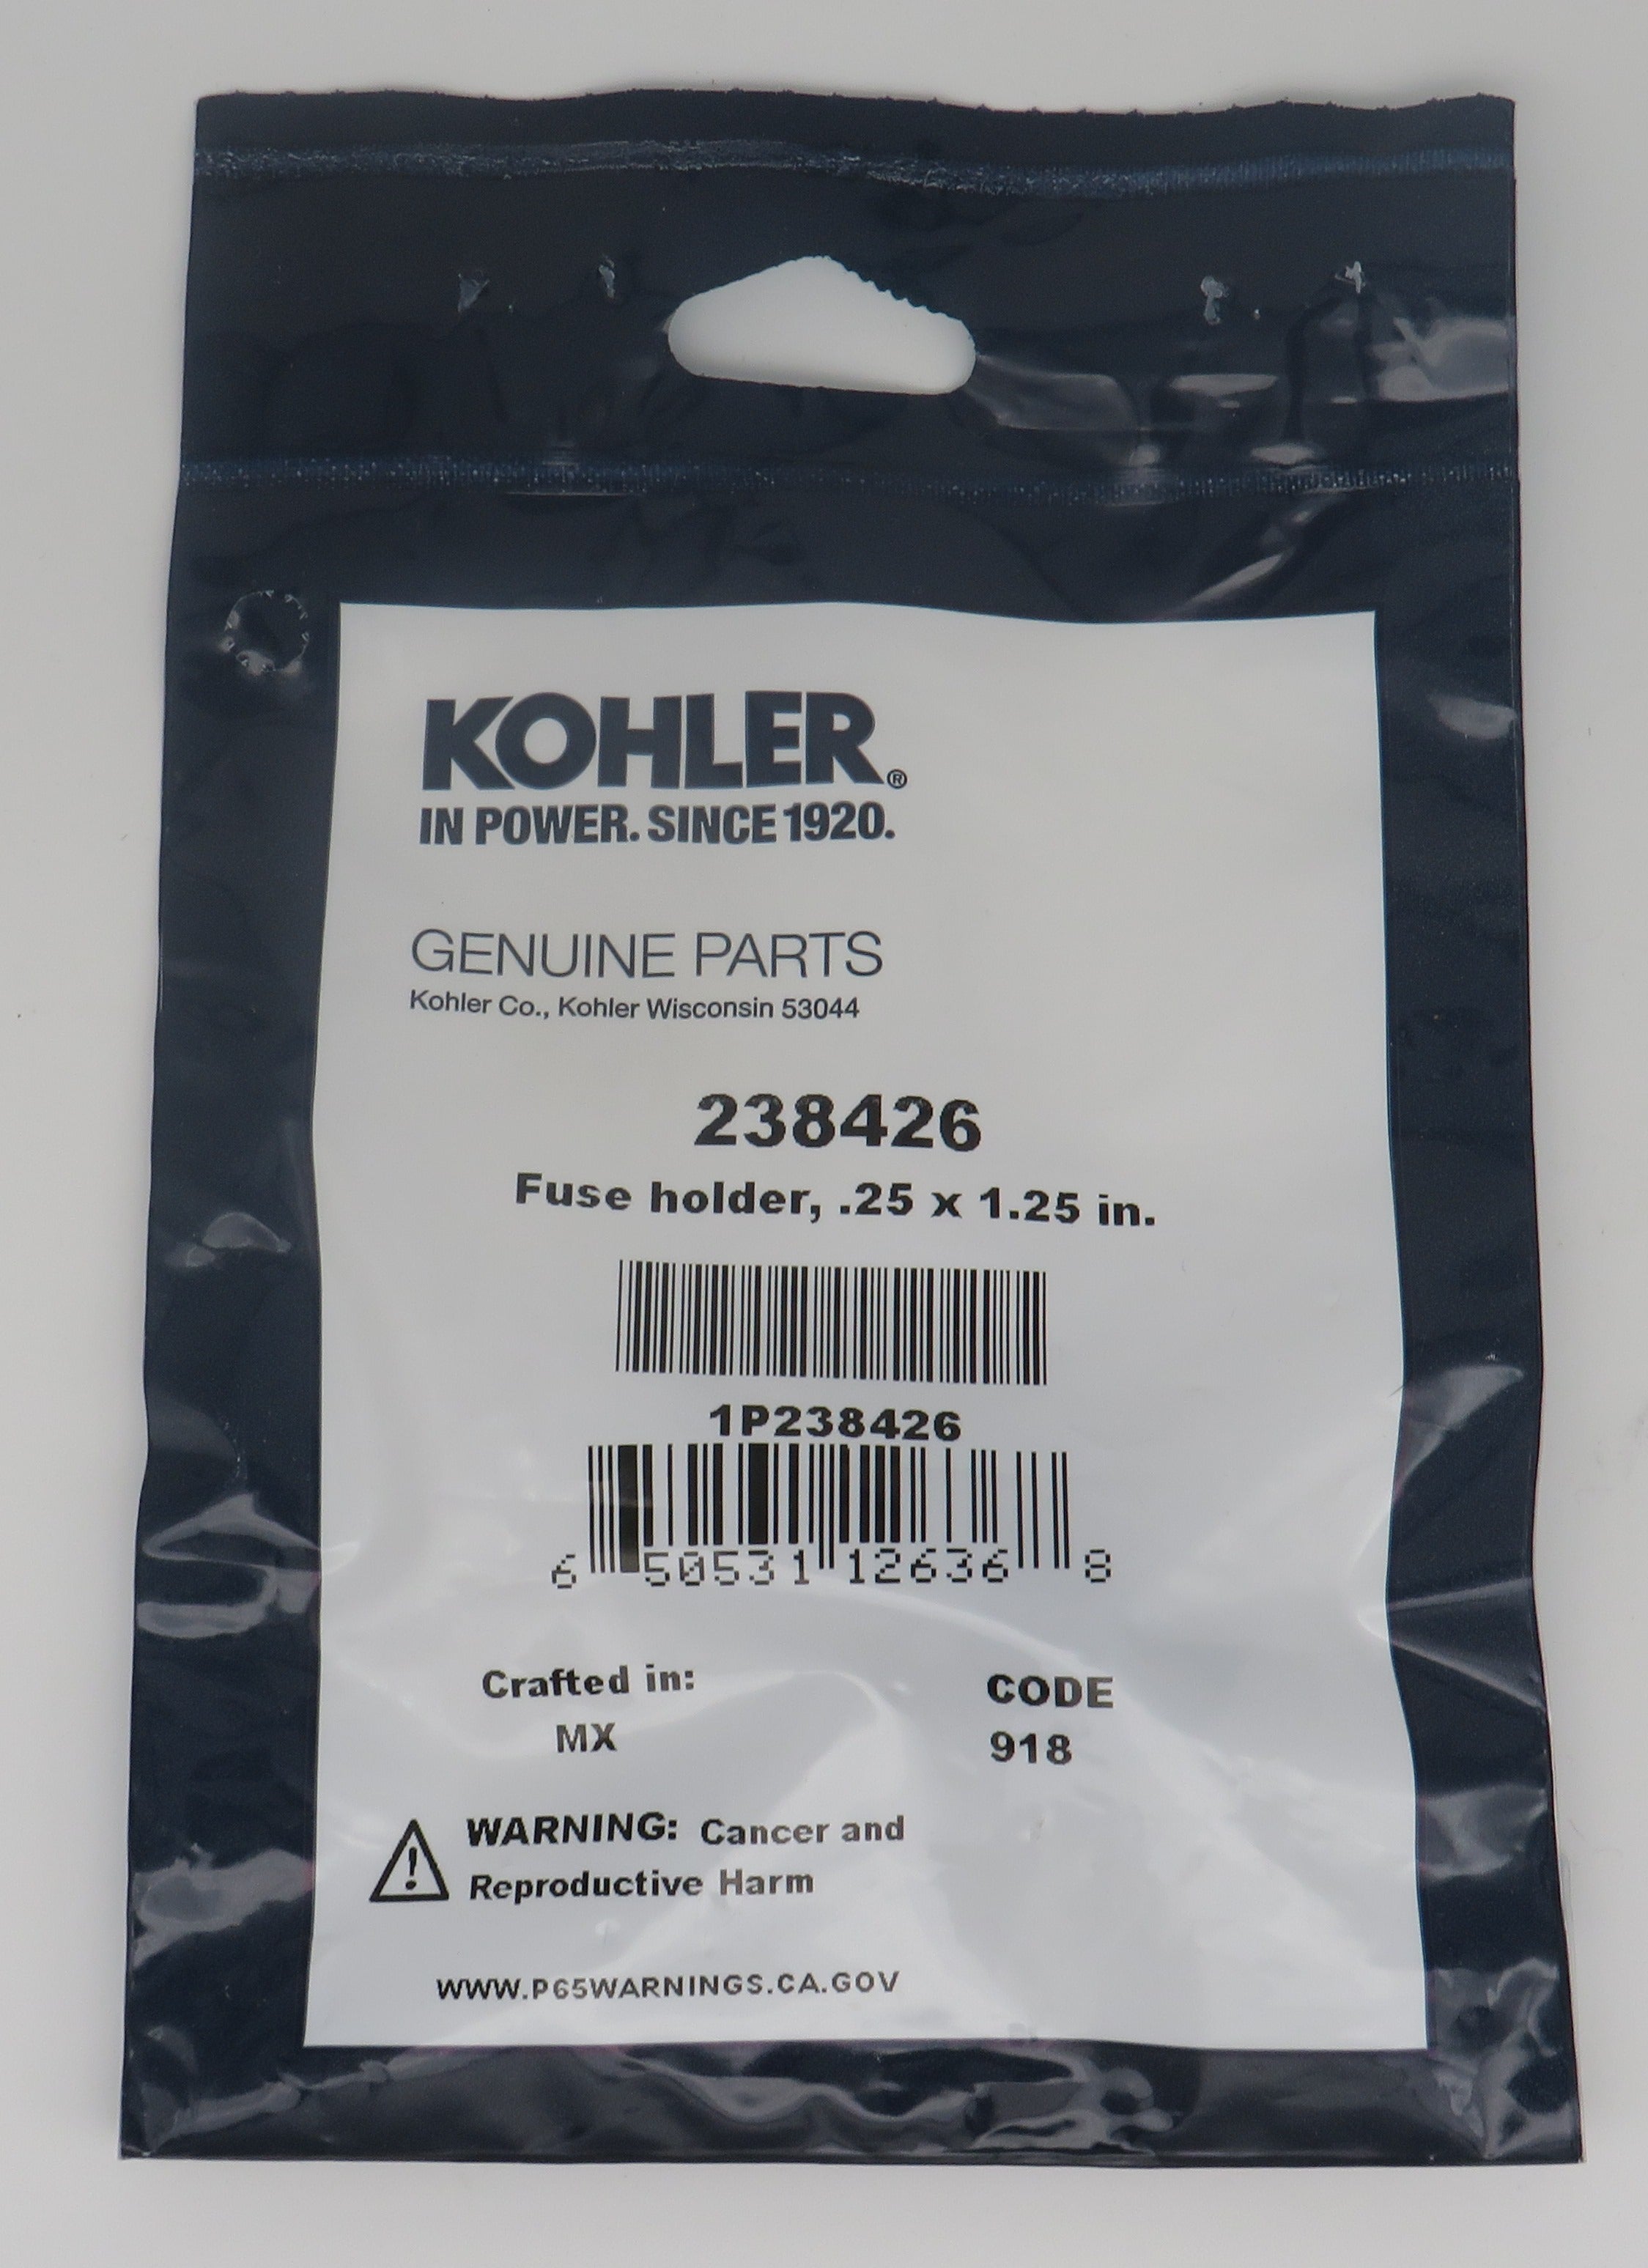 KOHLER®
IN POWER. SINCE 1920.
GENUINE PARTS
Kohler Co., Kohler Wisconsin 53044
238426
Fuse holder, .25 x 1.25 in.
1P238426
6 50531 12636 8
Crafted in:
MX
CODE
918
WARNING: Cancer and
Reproductive Harm
WWW.P65WARNINGS.CA.GOV